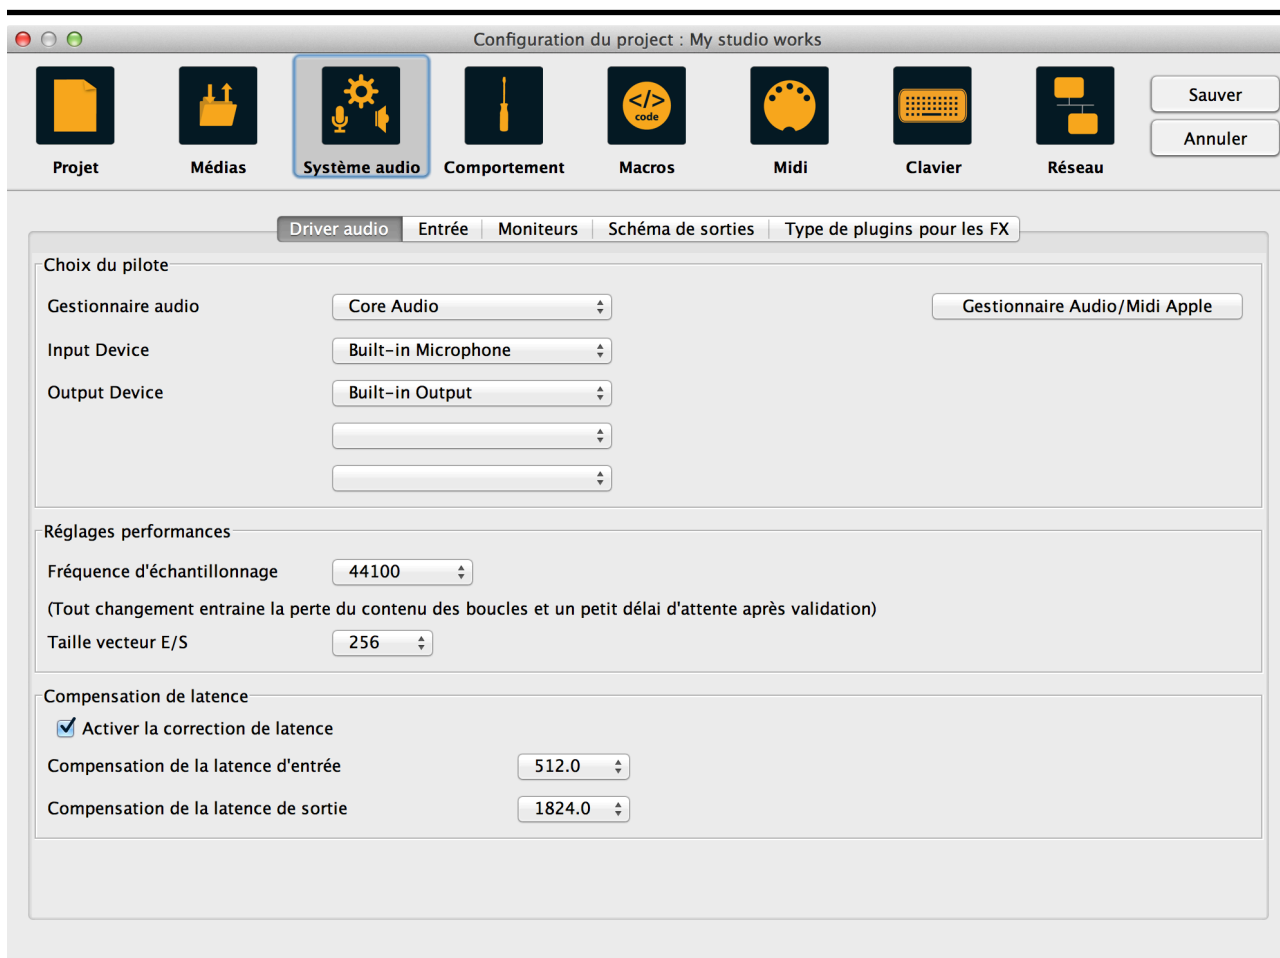 Configuration du project : My studio works
</>
code
Projet Médias Système audio Comportement Macros Midi Clavier Réseau
Sauver
Annuler
Driver audio Entrée Moniteurs Schéma de sorties Type de plugins pour les FX
Choix du pilote
Gestionnaire audio Core Audio Gestionnaire Audio/Midi Apple
Input Device Built-in Microphone
Output Device Built-in Output
Réglages performances
Fréquence d'échantillonnage 44100
(Tout changement entraine la perte du contenu des boucles et un petit délai d'attente après validation)
Taille vecteur E/S 256
Compensation de latence
Activer la correction de latence
Compensation de la latence d'entrée 512.0
Compensation de la latence de sortie 1824.0